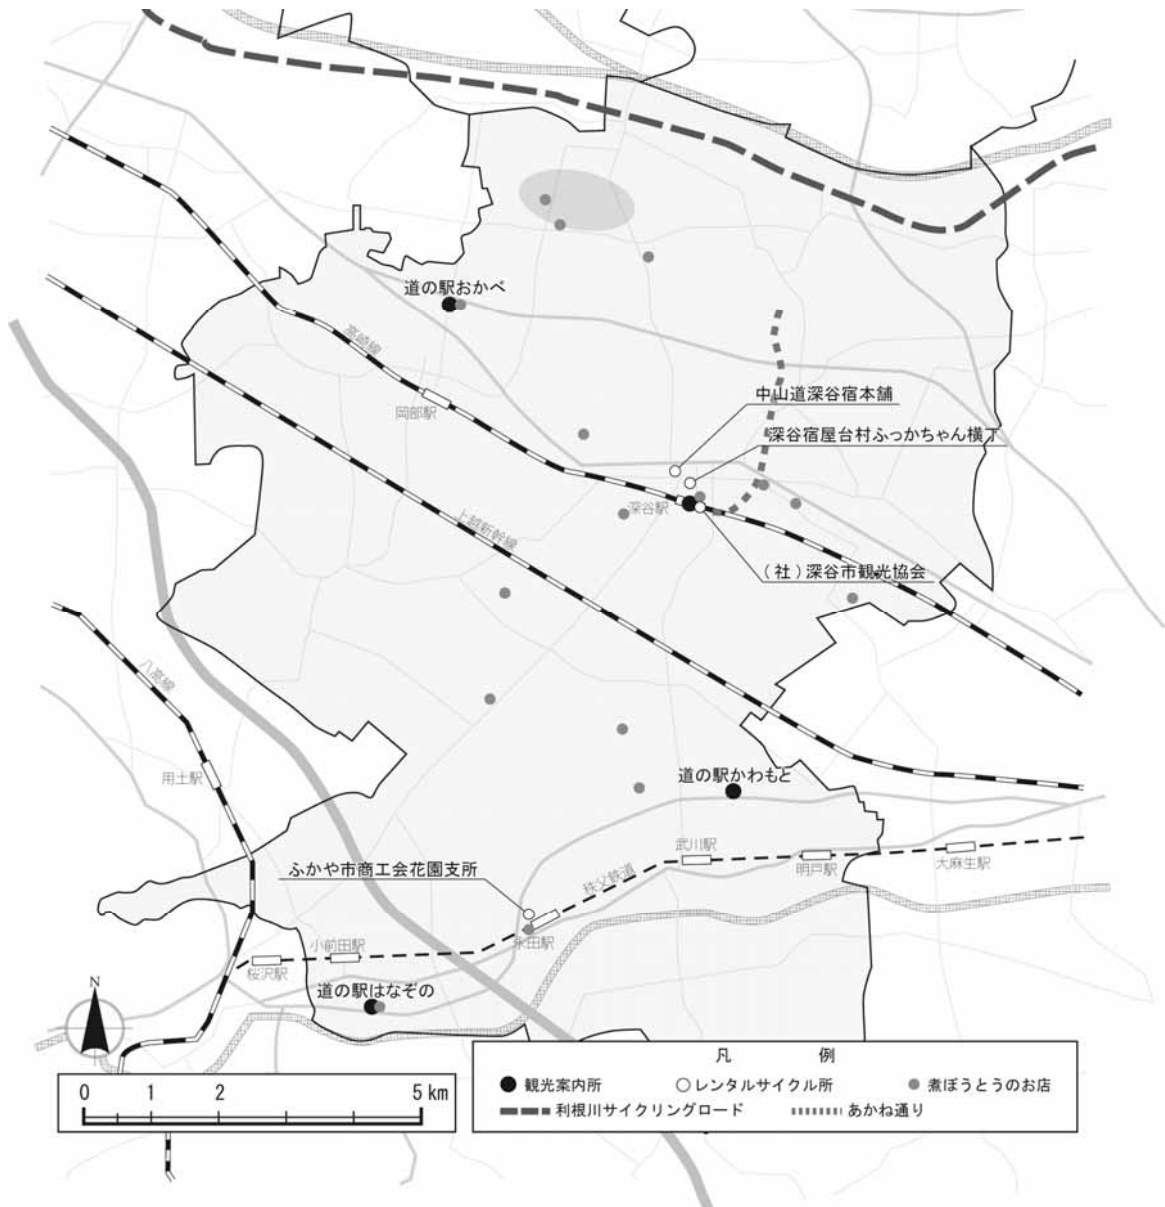 道の駅おかべ
高崎線
岡部駅
中山道深谷宿本舗
深谷宿屋台村ふっかちゃん横丁
深谷駅
上越新幹線
(社)深谷市観光協会
八高線
用土駅
道の駅かわもと
武川駅
明戸駅
大麻生駅
ふかや市商工会花園支所
秩父鉄道
永田駅
小前田駅
桜沢駅
道の駅はなぞの
N
0 1 2 5 km
凡 例
観光案内所 レンタルサイクル所 煮ぼうとうのお店
利根川サイクリングロード あかね通り